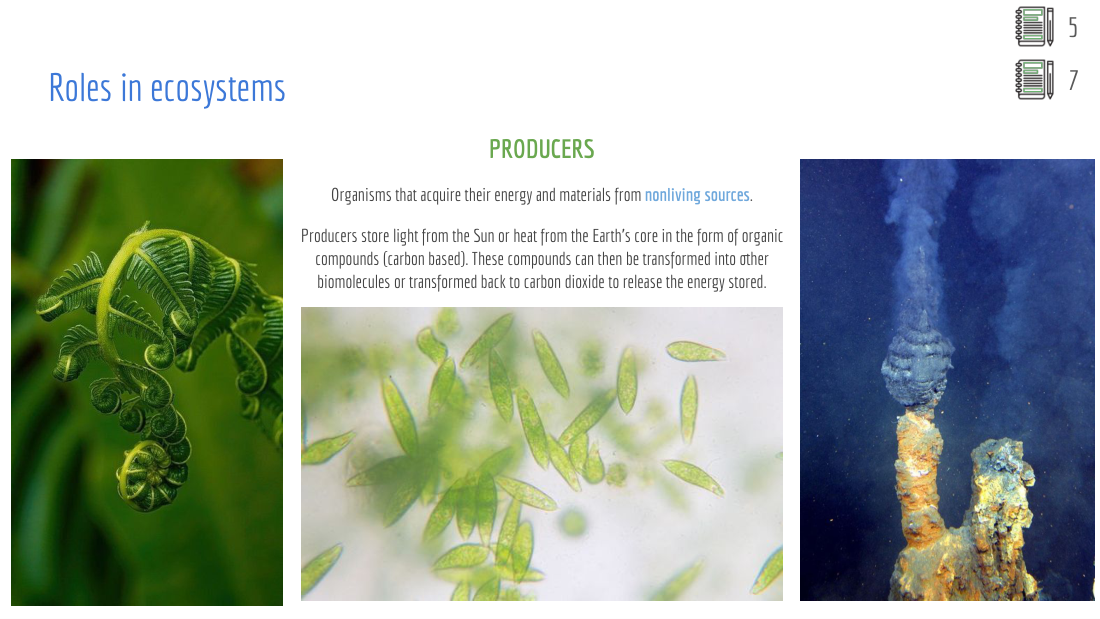 5
7
Roles in ecosystems
PRODUCERS
Organisms that acquire their energy and materials from nonliving sources.
Producers store light from the Sun or heat from the Earth's core in the form of organic
compounds (carbon based). These compounds can then be transformed into other
biomolecules or transformed back to carbon dioxide to release the energy stored.